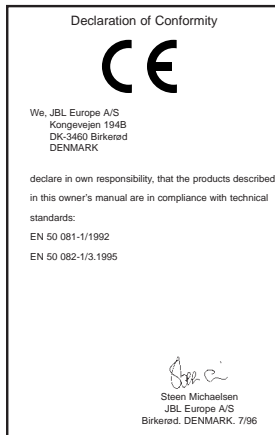 Declaration of Conformity
CE
We, JBL Europe A/S
Kongevejen 194B
DK-3460 Birkerød
DENMARK
declare in own responsibility, that the products described
in this owner's manual are in compliance with technical
standards:
EN 50 081-1/1992
EN 50 082-1/3.1995
Steen Michaelsen
JBL Europe A/S
Birkerød. DENMARK. 7/96